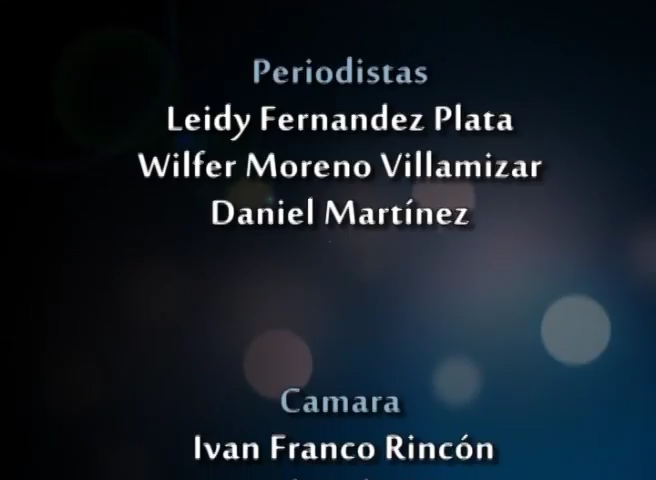 Periodistas
Leidy Fernandez Plata
Wilfer Moreno Villamizar
Daniel Martínez
Camara
Ivan Franco Rincón